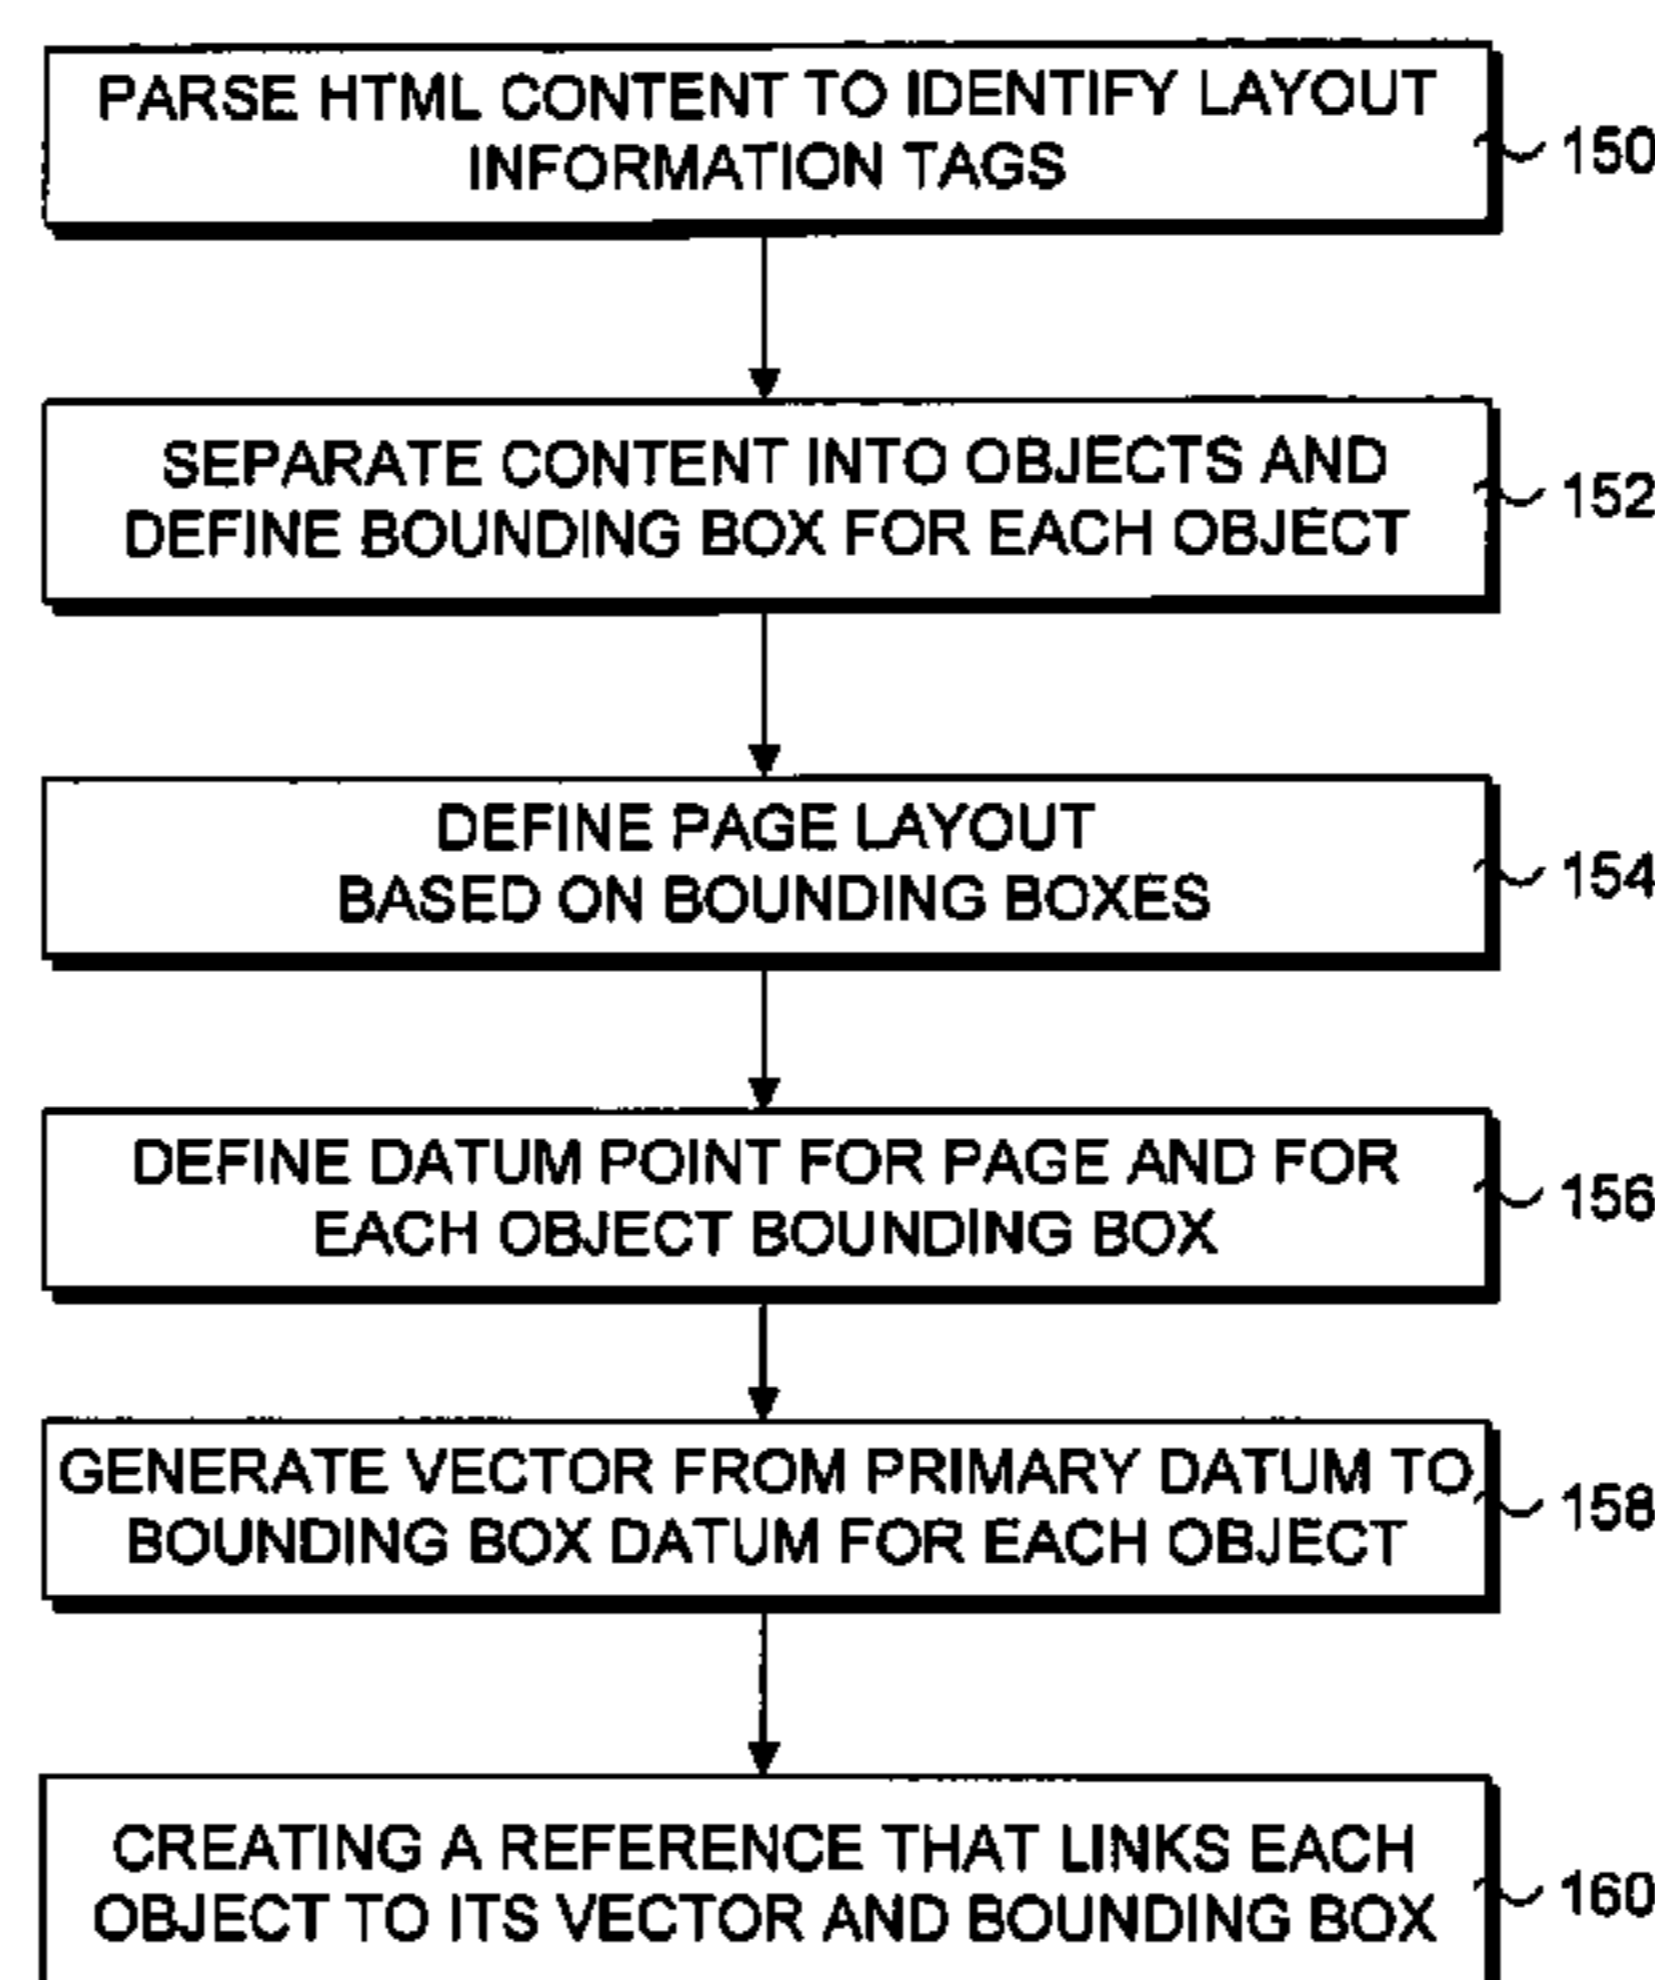 PARSE HTML CONTENT TO IDENTIFY LAYOUT
INFORMATION TAGS
150
SEPARATE CONTENT INTO OBJECTS AND
DEFINE BOUNDING BOX FOR EACH OBJECT
152
DEFINE PAGE LAYOUT
BASED ON BOUNDING BOXES
154
DEFINE DATUM POINT FOR PAGE AND FOR
EACH OBJECT BOUNDING BOX
156
GENERATE VECTOR FROM PRIMARY DATUM TO
BOUNDING BOX DATUM FOR EACH OBJECT
158
CREATING A REFERENCE THAT LINKS EACH
OBJECT TO ITS VECTOR AND BOUNDING BOX
160